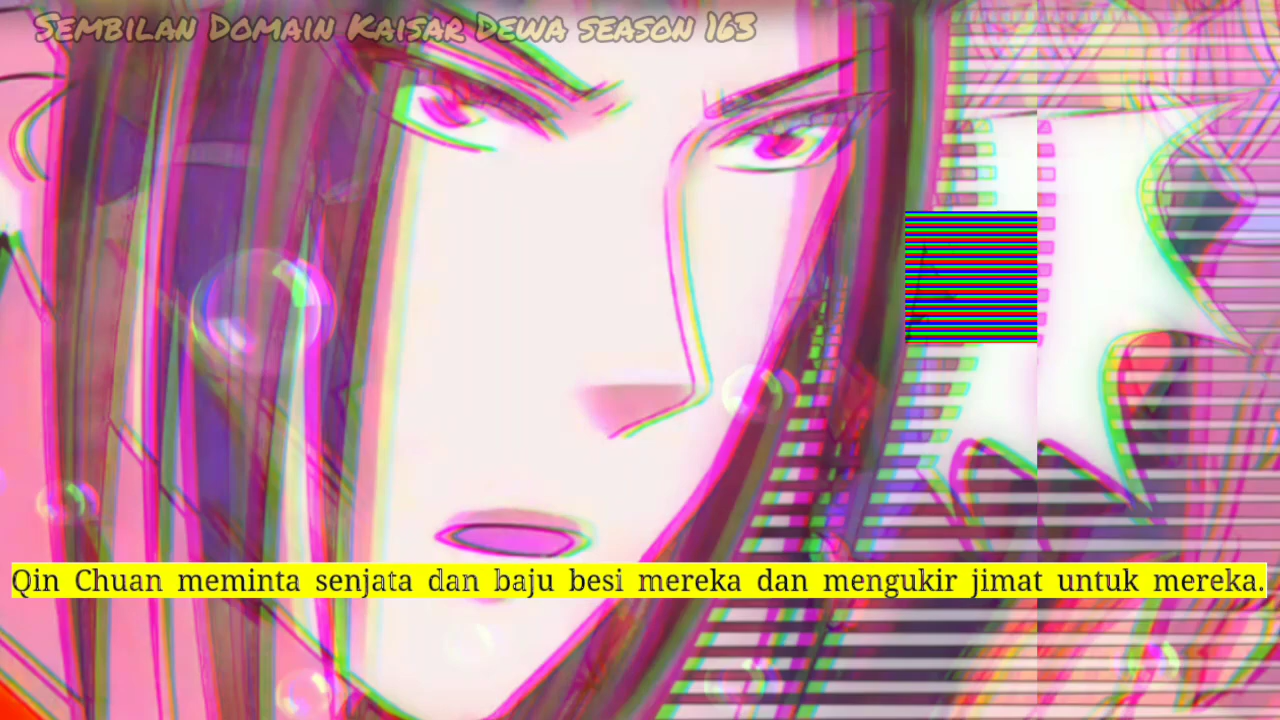 Sembilan Domain Kaisar Dewa season 163
Qin Chuan meminta senjata dan baju besi mereka dan mengukir jimat untuk mereka.